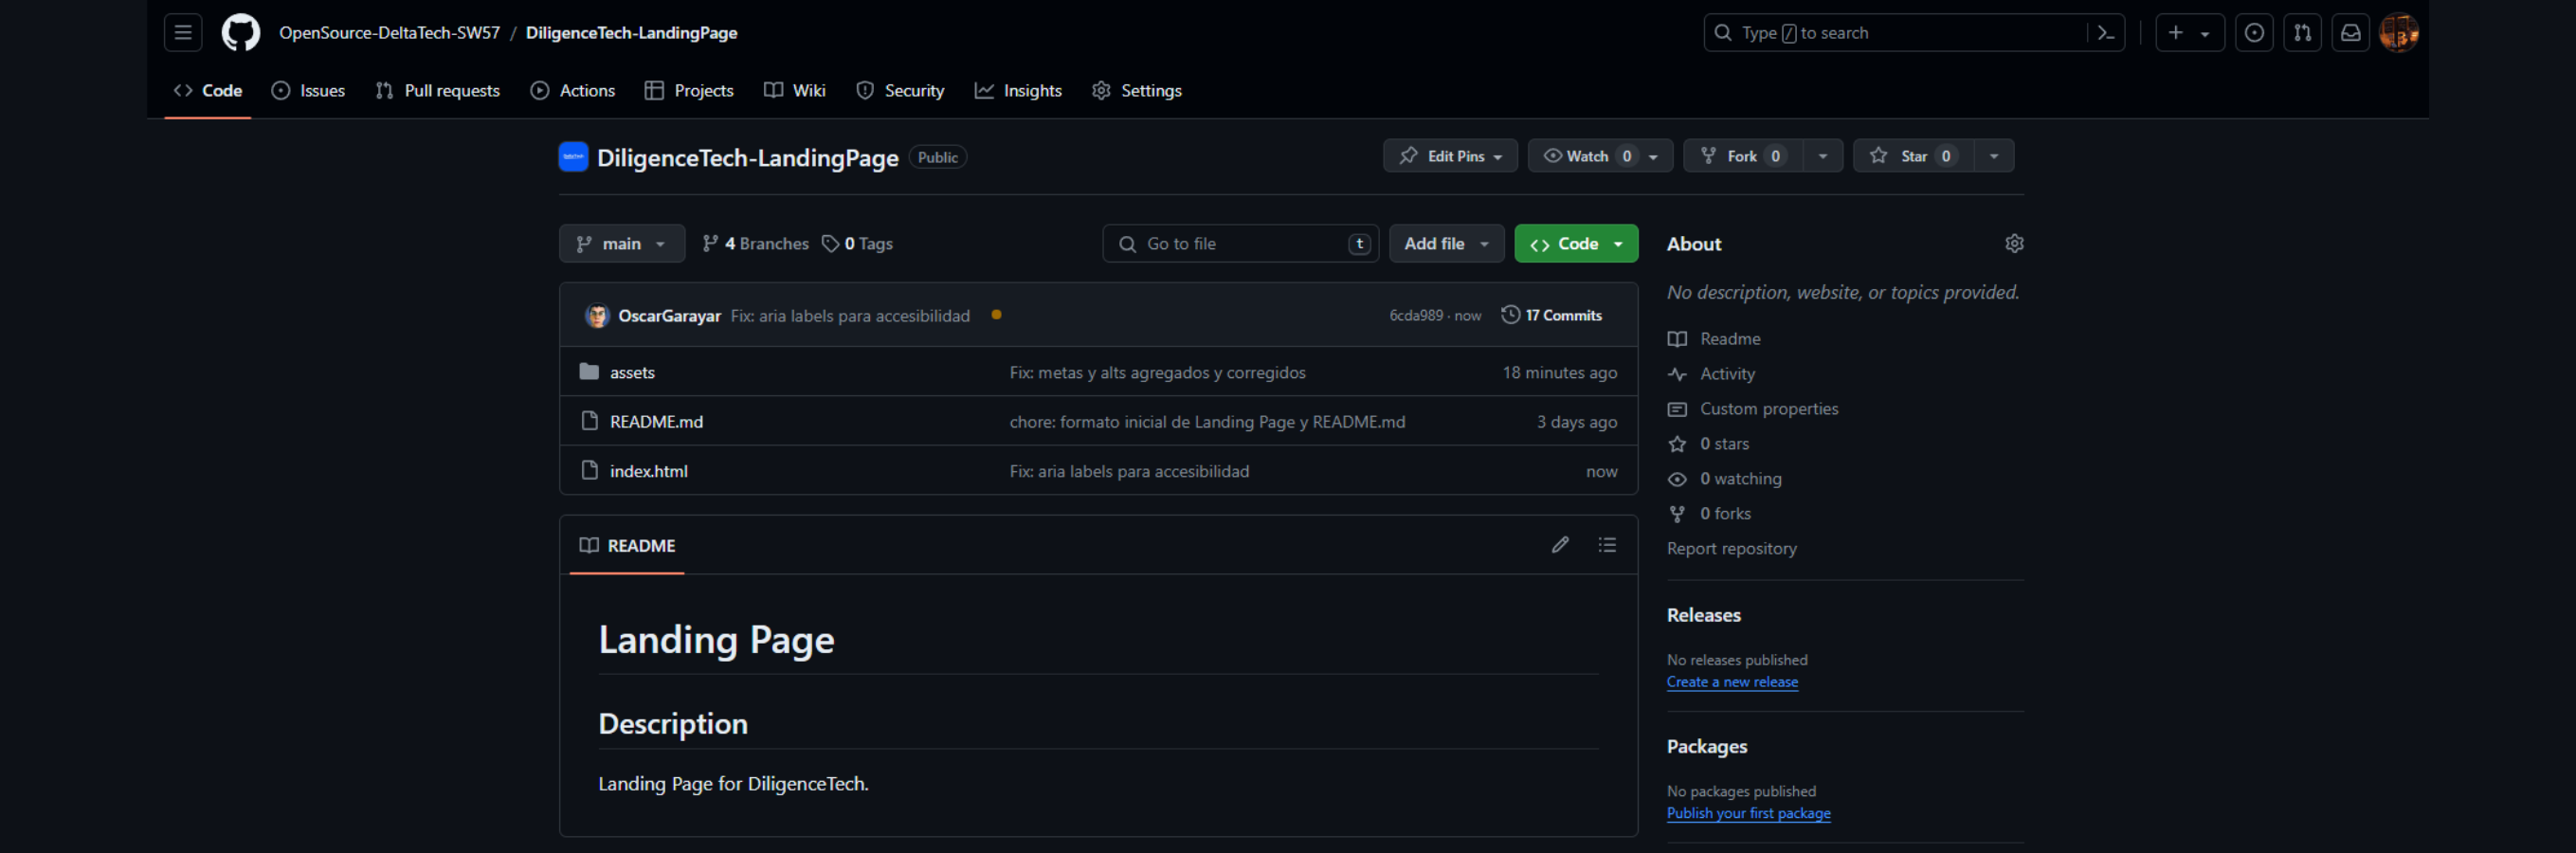 OpenSource-DeltaTech-SW57 / DiligenceTech-LandingPage
Type / to search
Code Issues Pull requests Actions Projects Wiki Security Insights Settings
DiligenceTech-LandingPage Public
Edit Pins Watch 0 Fork 0 Star 0
main 4 Branches 0 Tags
Go to file t Add file Code
OscarGarayar Fix: aria labels para accesibilidad 6cda989 · now 17 Commits
assets Fix: metas y alts agregados y corregidos 18 minutes ago
README.md chore: formato inicial de Landing Page y README.md 3 days ago
index.html Fix: aria labels para accesibilidad now
README
Landing Page
Description
Landing Page for DiligenceTech.
About
No description, website, or topics provided.
Readme
Activity
Custom properties
0 stars
0 watching
0 forks
Report repository
Releases
No releases published
Create a new release
Packages
No packages published
Publish your first package